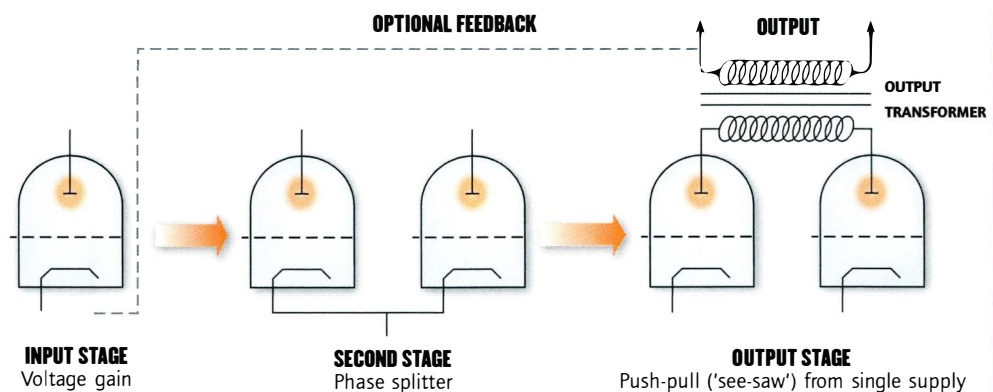 OPTIONAL FEEDBACK
OUTPUT
OUTPUT
TRANSFORMER
INPUT STAGE
Voltage gain
SECOND STAGE
Phase splitter
OUTPUT STAGE
Push-pull ('see-saw') from single supply